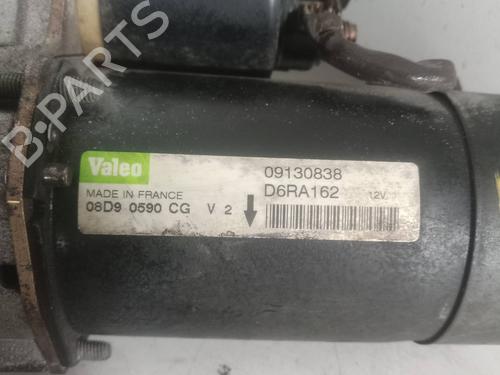 B-PARTS
Valeo
09130838
MADE IN FRANCE
D6RA162 12V
08D9 0590 CG V 2